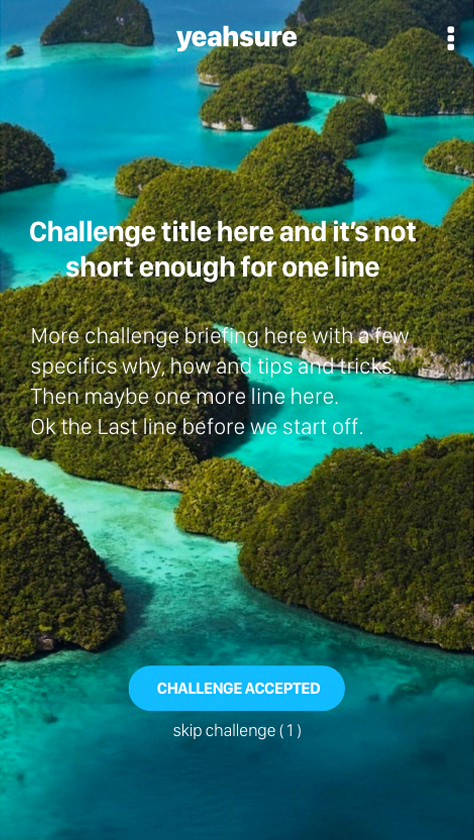 yeahsure
Challenge title here and it's not
short enough for one line
More challenge briefing here with a few
specifics why, how and tips and tricks.
Then maybe one more line here.
Ok the Last line before we start off.
CHALLENGE ACCEPTED
skip challenge ( 1 )